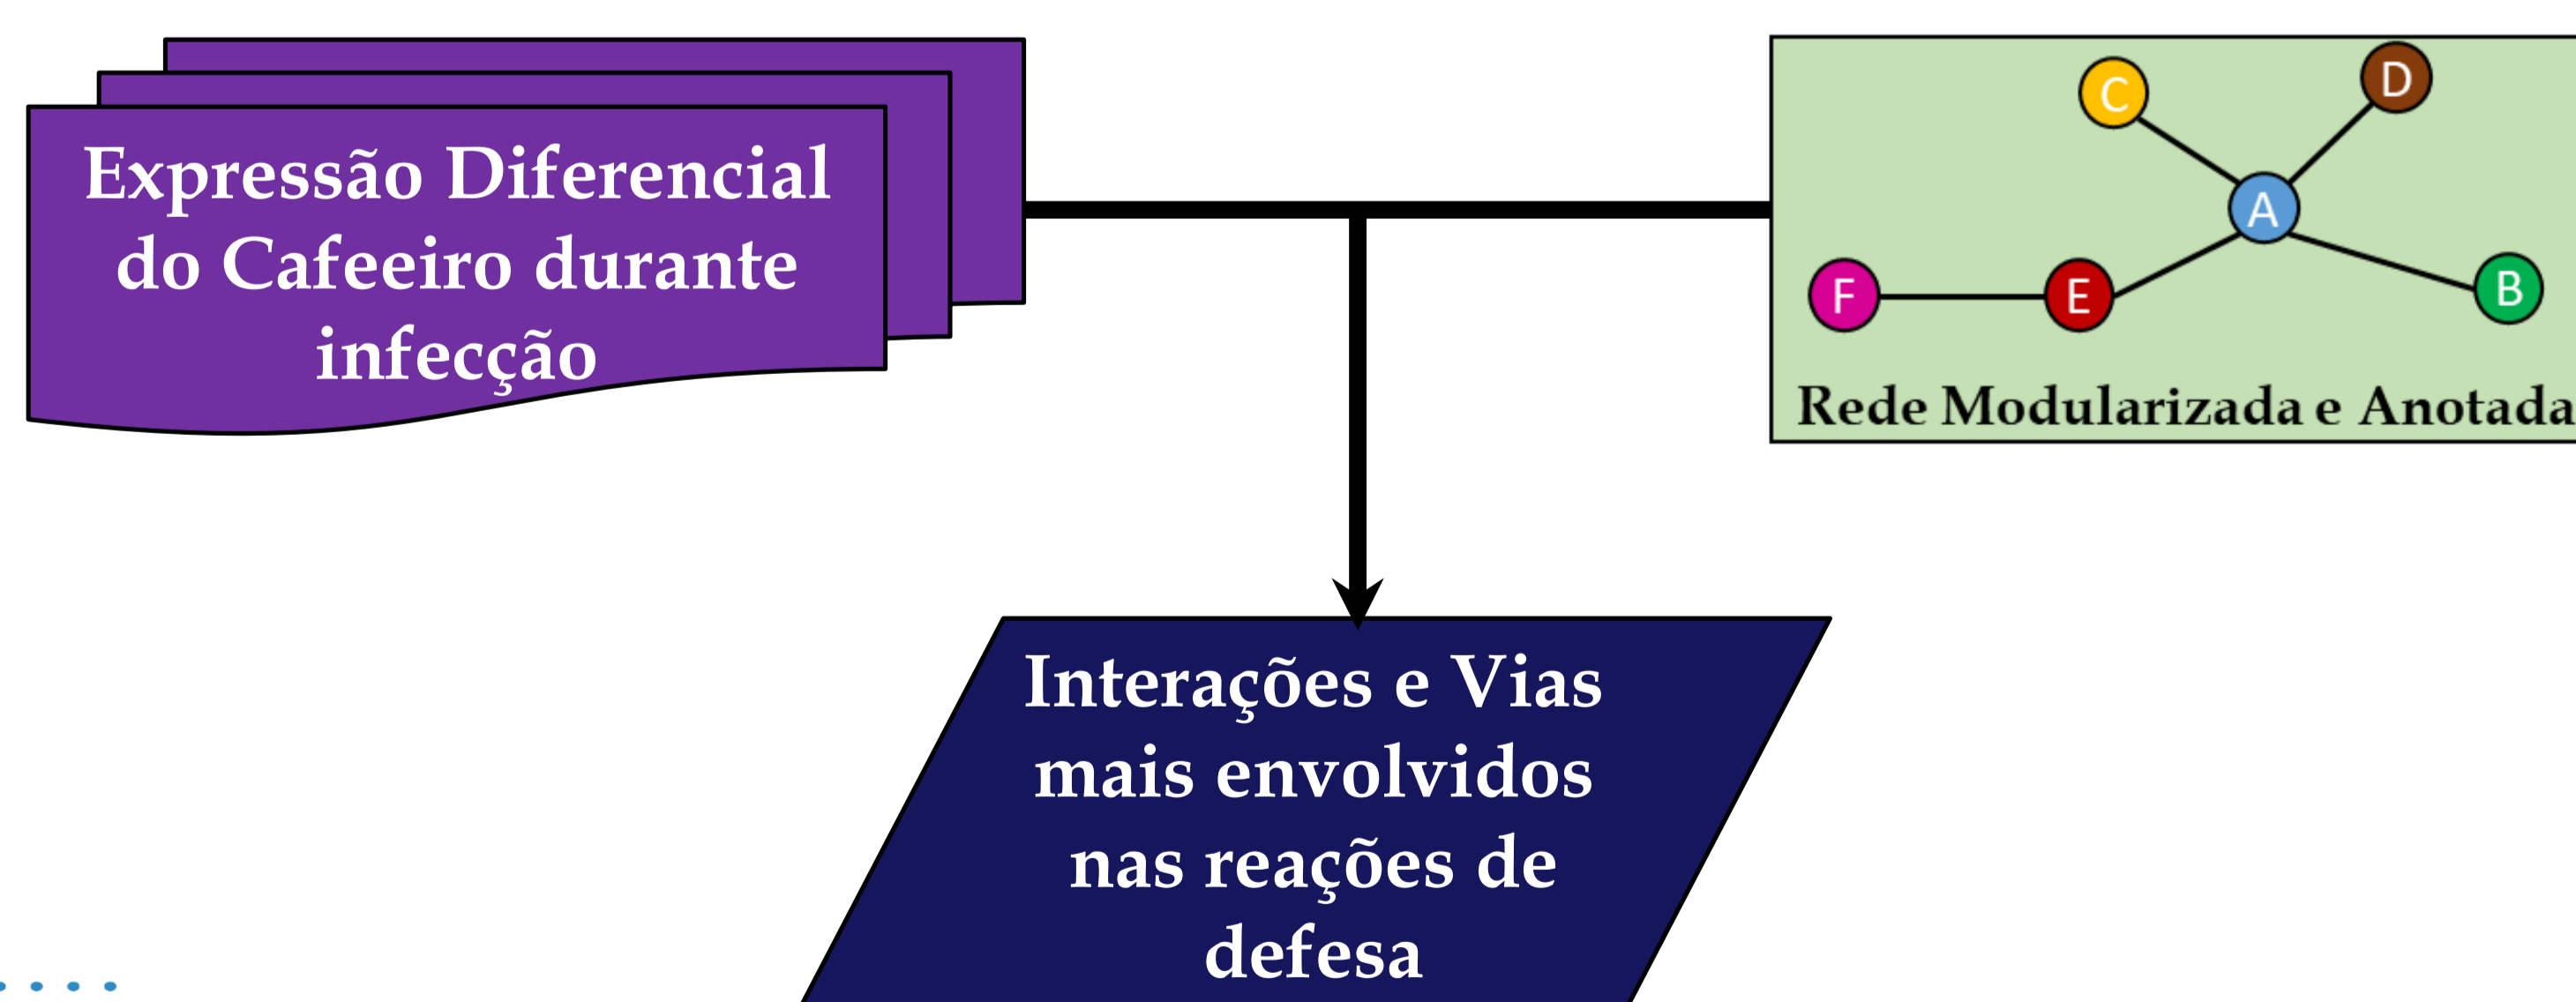 Expressão Diferencial
do Cafeeiro durante
infecção
C
D
A
F
E
B
Rede Modularizada e Anotada
Interações e Vias
mais envolvidos
nas reações de
defesa